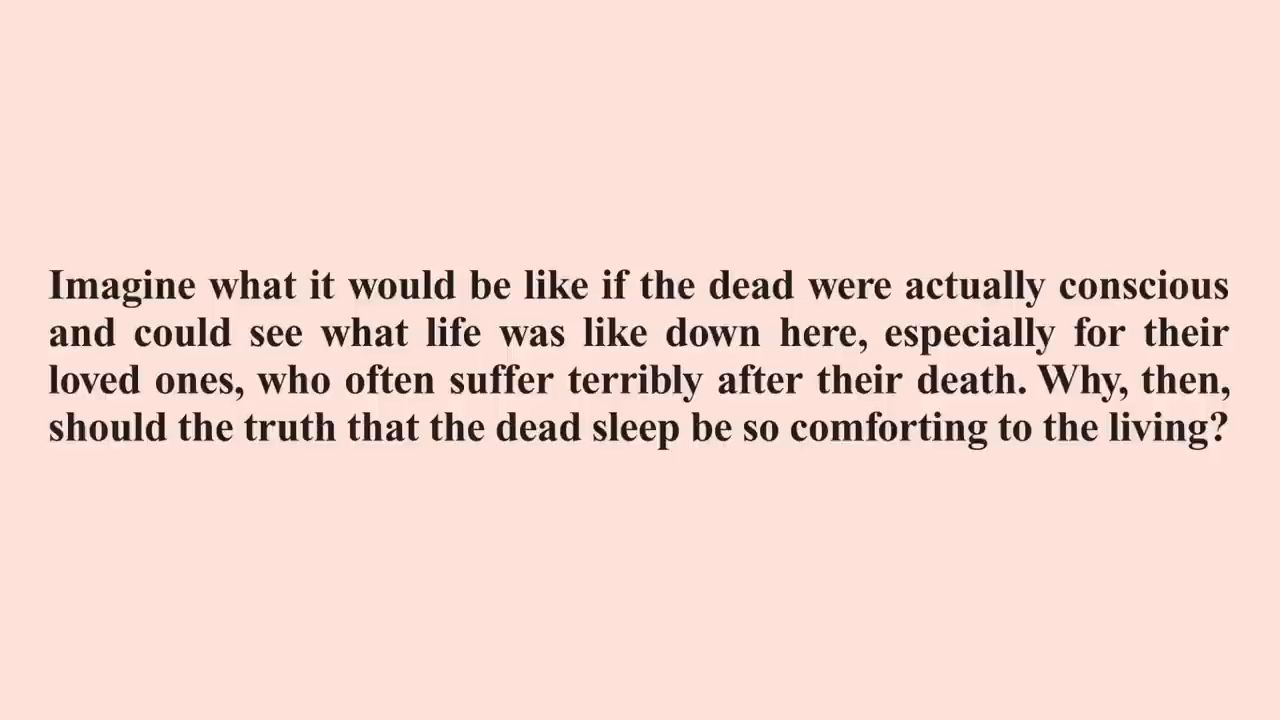 Imagine what it would be like if the dead were actually conscious
and could see what life was like down here, especially for their
loved ones, who often suffer terribly after their death. Why, then,
should the truth that the dead sleep be so comforting to the living?